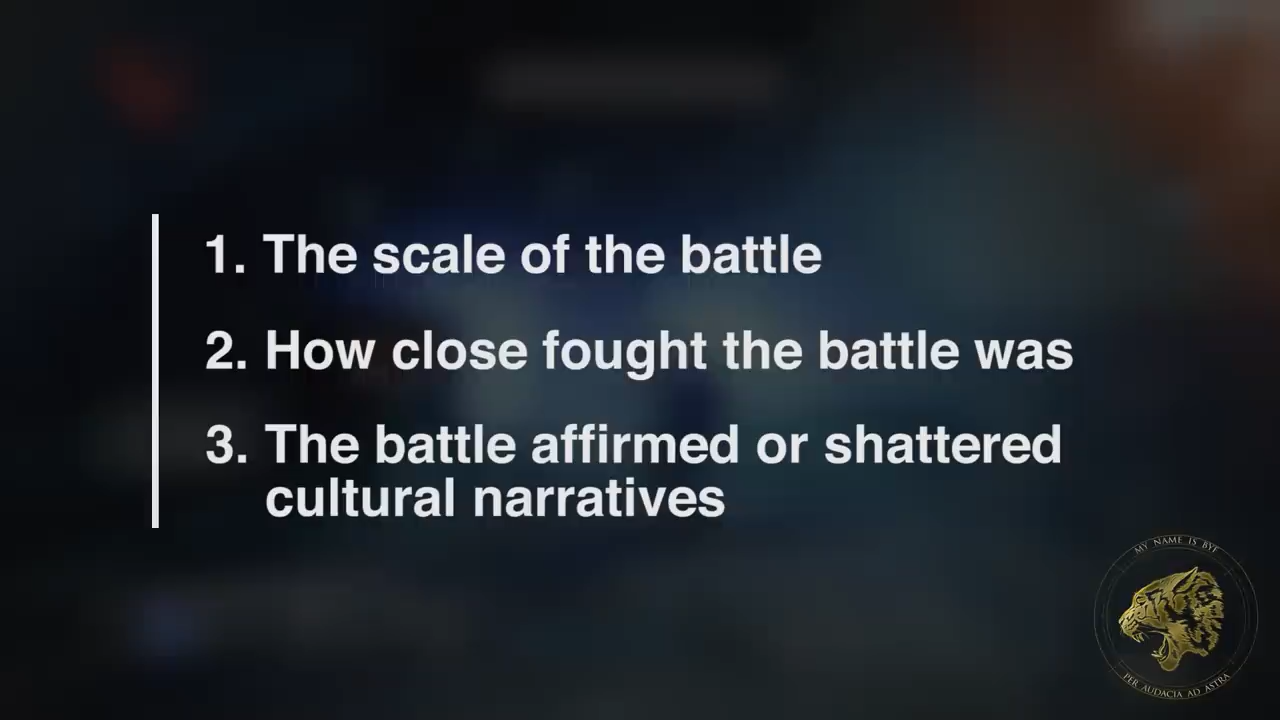 1. The scale of the battle
2. How close fought the battle was
3. The battle affirmed or shattered
cultural narratives
MY NAME IS BYF
PER AUDACIA AD ASTRA